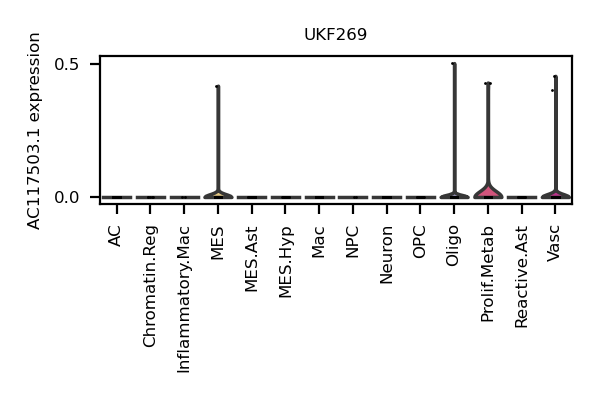 UKF269
AC117503.1 expression
0.5
0.0
AC
Chromatin.Reg
Inflammatory.Mac
MES
MES.Ast
MES.Hyp
Mac
NPC
Neuron
OPC
Oligo
Prolif.Metab
Reactive.Ast
Vasc